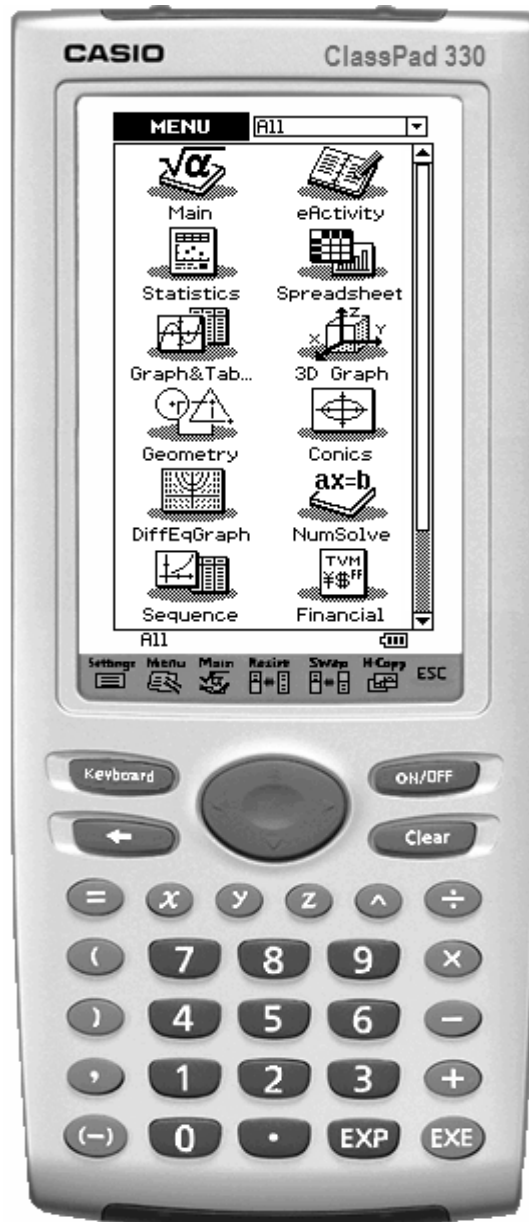 CASIO ClassPad 330
MENU All
√α
Main eActivity
Statistics Spreadsheet
X Z Y
Graph&Tab... 3D Graph
r
Geometry Conics
ax=b
DiffEqGraph NumSolve
TVM
¥$FF
Sequence Financial
All
Settings Menu Main Resize Swap H-Copy ESC
Keyboard ON/OFF
Clear
= x y z ^ ÷
( 7 8 9 ×
) 4 5 6 −
, 1 2 3 +
(−) 0 . EXP EXE